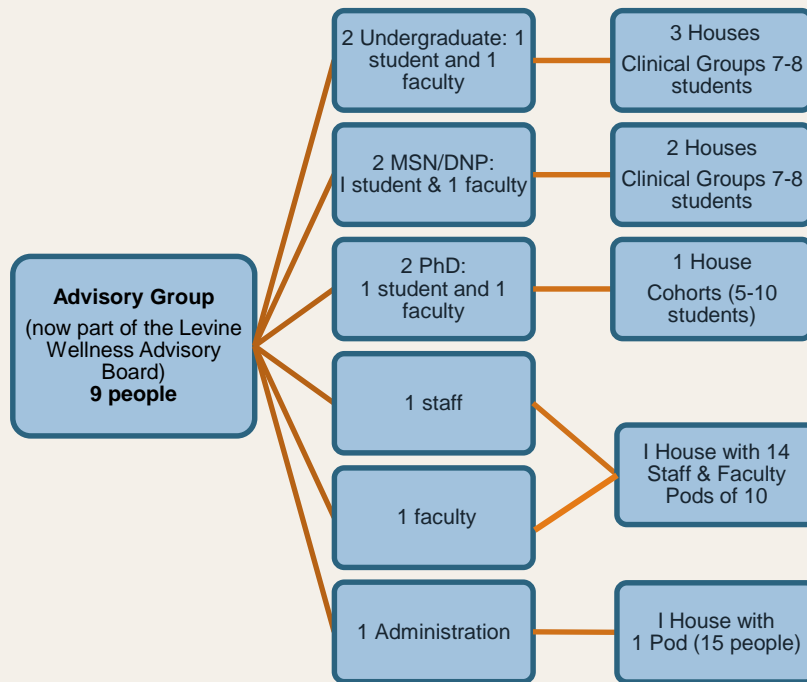 2 Undergraduate: 1
student and 1
faculty
3 Houses
Clinical Groups 7-8
students
2 MSN/DNP:
I student & 1 faculty
2 Houses
Clinical Groups 7-8
students
Advisory Group
(now part of the Levine
Wellness Advisory
Board)
9 people
2 PhD:
1 student and 1
faculty
1 House
Cohorts (5-10
students)
1 staff
1 faculty
I House with 14
Staff & Faculty
Pods of 10
1 Administration
I House with
1 Pod (15 people)